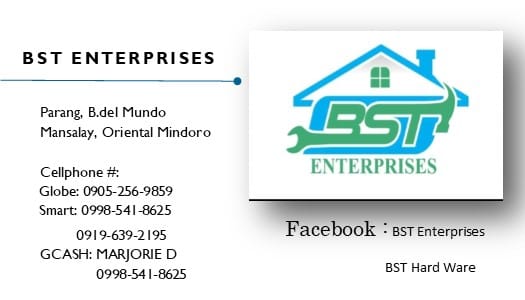 BST ENTERPRISES
Parang, B.del Mundo
Mansalay, Oriental Mindoro
Cellphone #:
Globe: 0905-256-9859
Smart: 0998-541-8625
0919-639-2195
GCASH: MARJORIE D
0998-541-8625
BST
ENTERPRISES
Facebook : BST Enterprises
BST Hard Ware